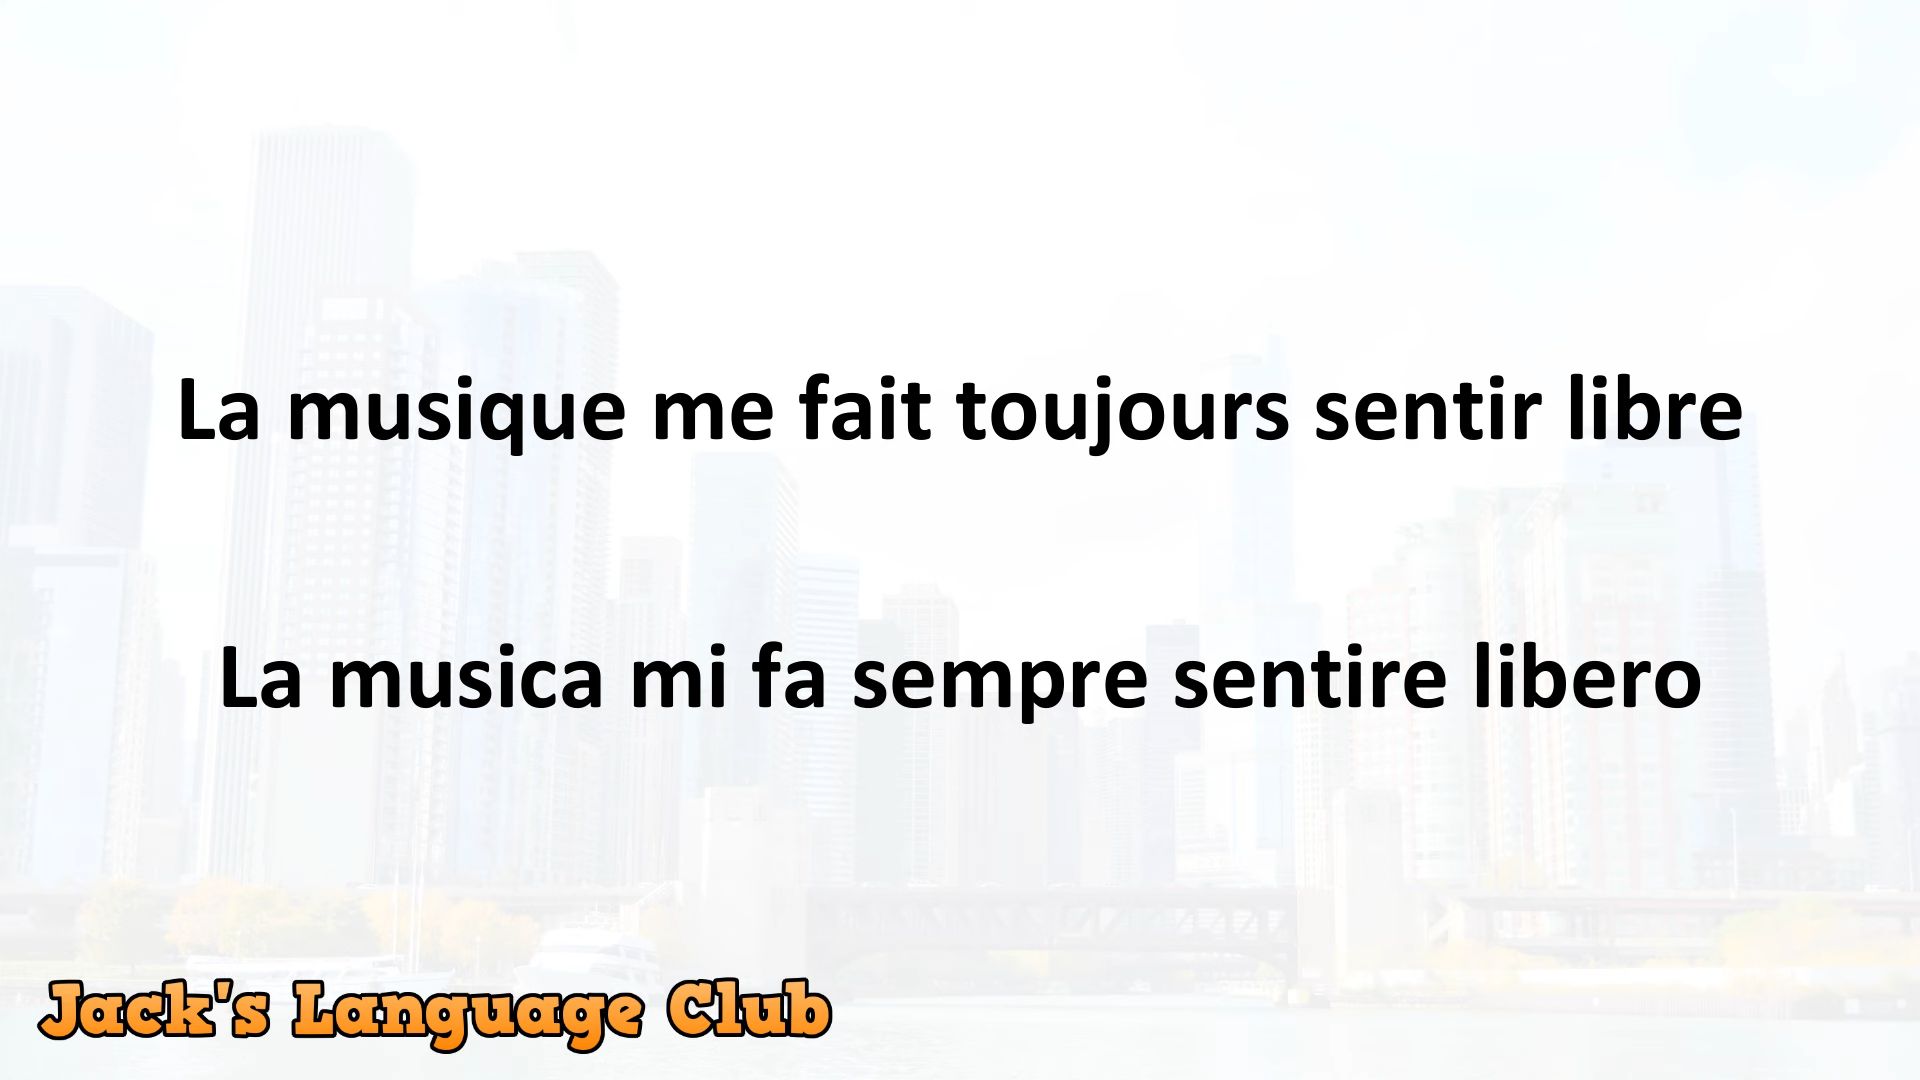 La musique me fait toujours sentir libre
La musica mi fa sempre sentire libero
Jack's Language Club